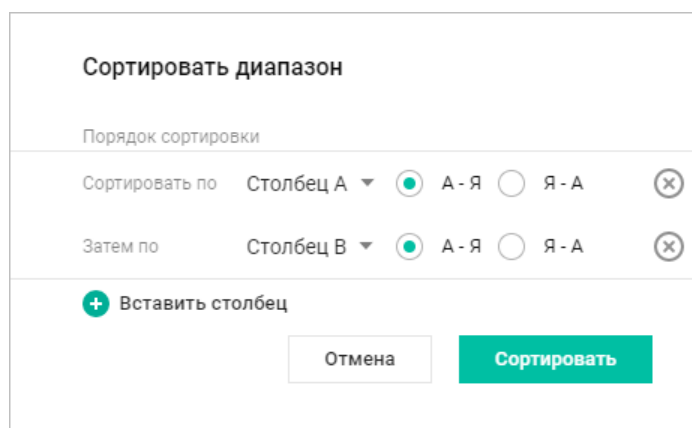 Сортировать диапазон
Порядок сортировки
Сортировать по Столбец A А - Я Я - А
Затем по Столбец B А - Я Я - А
Вставить столбец
Отмена Сортировать